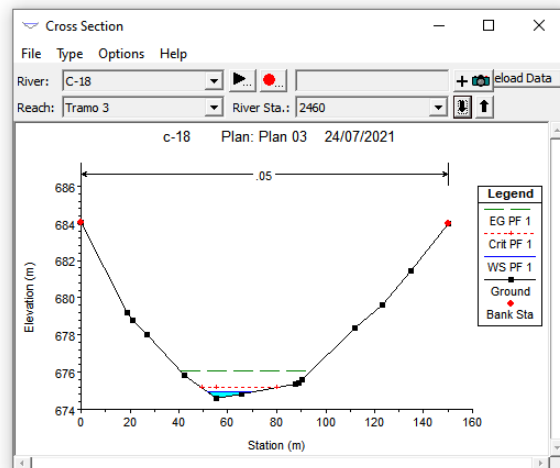 Cross Section
File Type Options Help
River: C-18 eload Data
Reach: Tramo 3 River Sta.: 2460
c-18 Plan: Plan 03 24/07/2021
.05
Elevation (m)
686
684
682
680
678
676
674
0 20 40 60 80 100 120 140 160
Station (m)
Legend
EG PF 1
Crit PF 1
WS PF 1
Ground
Bank Sta